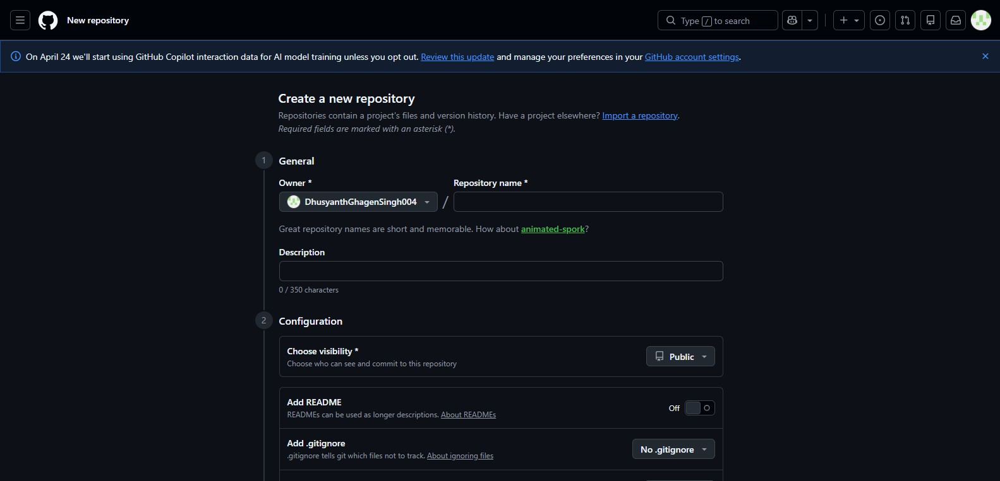 New repository
Type / to search
On April 24 we'll start using GitHub Copilot interaction data for AI model training unless you opt out. Review this update and manage your preferences in your GitHub account settings.
Create a new repository
Repositories contain a project's files and version history. Have a project elsewhere? Import a repository.
Required fields are marked with an asterisk (*).
1 General
Owner * Repository name *
DhusyanthGhagenSingh004 /
Great repository names are short and memorable. How about animated-spork?
Description
0 / 350 characters
2 Configuration
Choose visibility *
Choose who can see and commit to this repository
Public
Add README
READMEs can be used as longer descriptions. About READMEs
Off
Add .gitignore
.gitignore tells git which files not to track. About ignoring files
No .gitignore